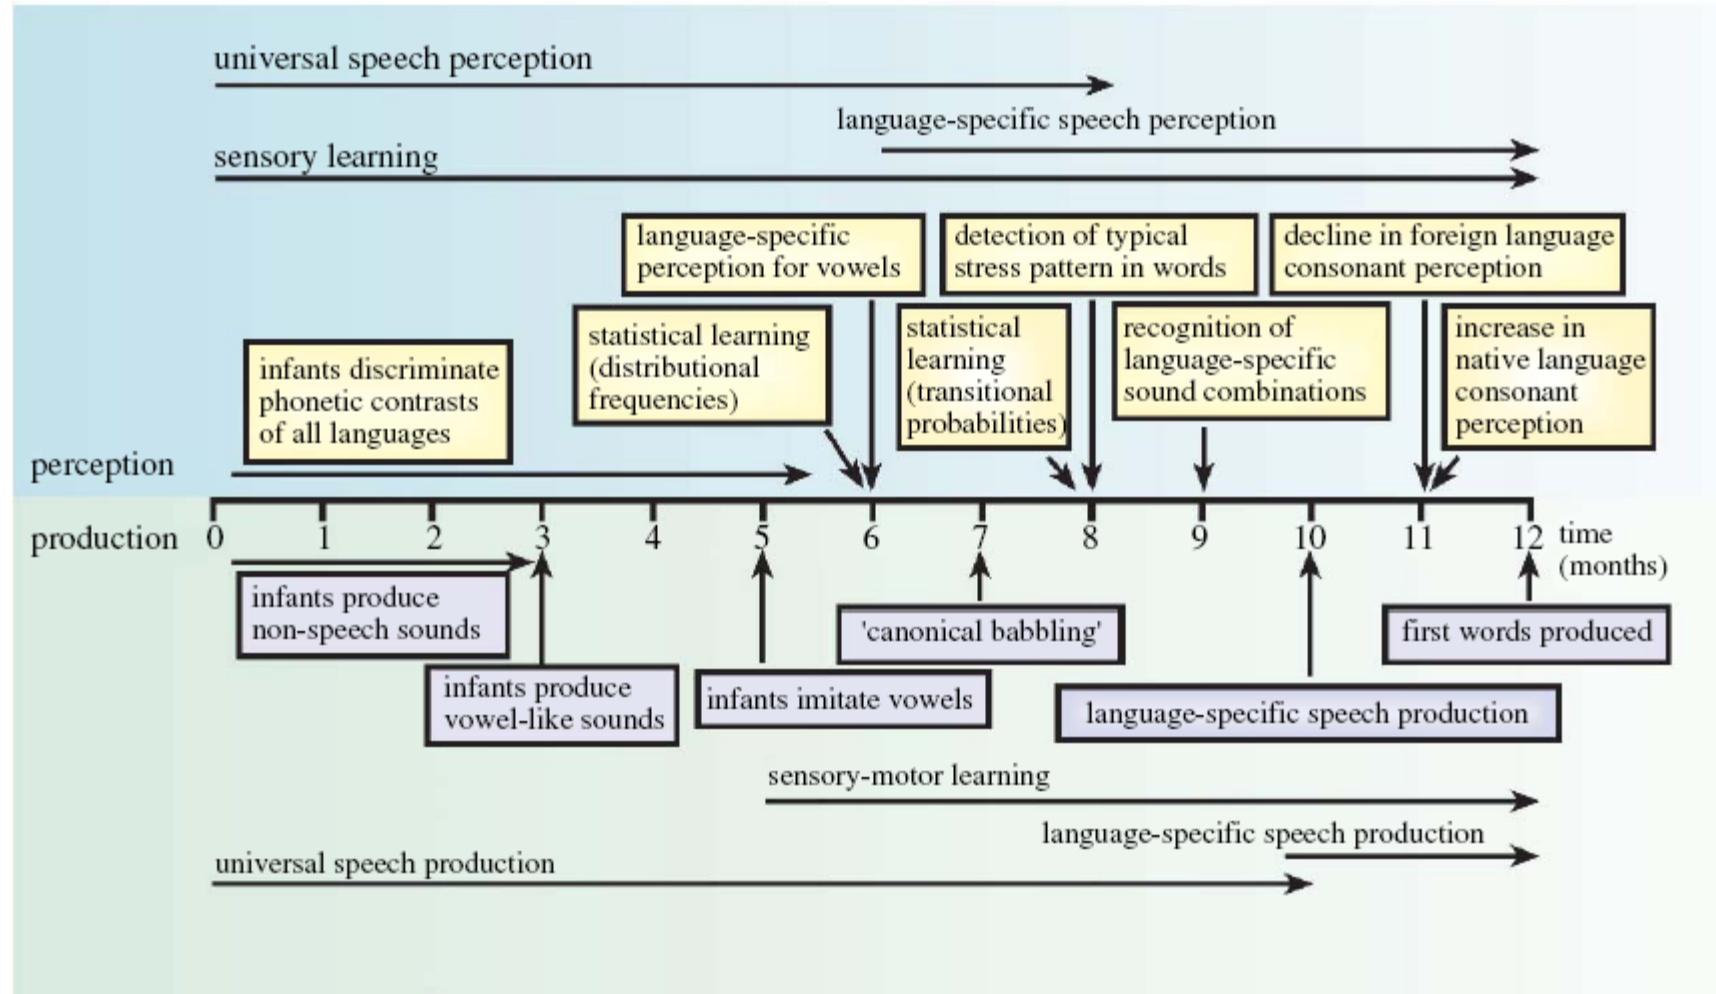 universal speech perception
language-specific speech perception
sensory learning
language-specific
perception for vowels
detection of typical
stress pattern in words
decline in foreign language
consonant perception
infants discriminate
phonetic contrasts
of all languages
statistical learning
(distributional
frequencies)
statistical
learning
(transitional
probabilities)
recognition of
language-specific
sound combinations
increase in
native language
consonant
perception
perception
production 0 1 2 3 4 5 6 7 8 9 10 11 12 time
(months)
infants produce
non-speech sounds
infants produce
vowel-like sounds
infants imitate vowels
'canonical babbling'
language-specific speech production
first words produced
sensory-motor learning
language-specific speech production
universal speech production